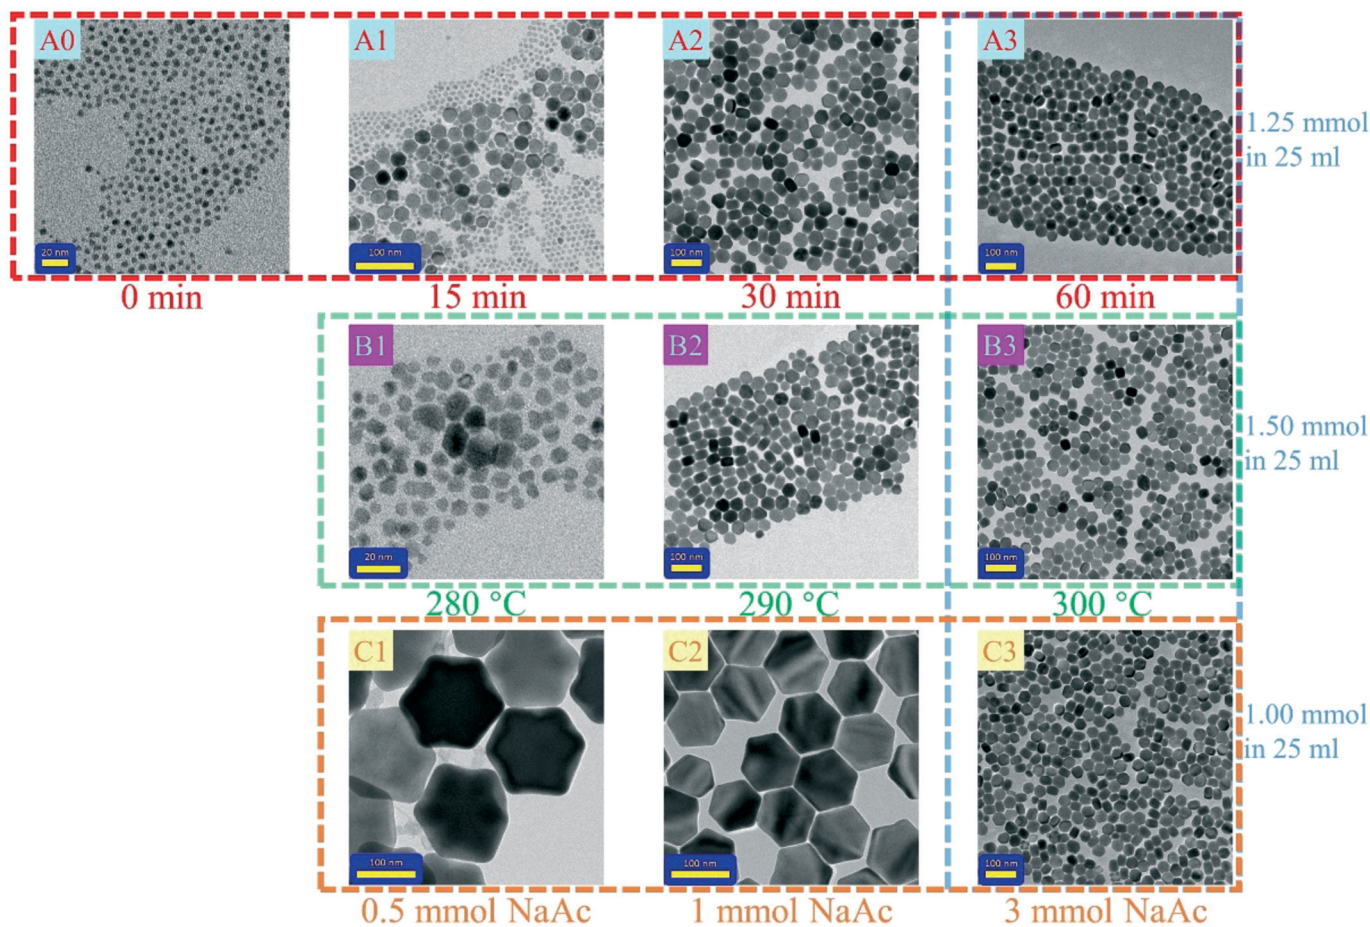 A0
A1
A2
A3
20 nm
100 nm
100 nm
100 nm
1.25 mmol
in 25 ml
0 min
15 min
30 min
60 min
B1
B2
B3
20 nm
100 nm
100 nm
1.50 mmol
in 25 ml
280 °C
290 °C
300 °C
C1
C2
C3
100 nm
100 nm
100 nm
1.00 mmol
in 25 ml
0.5 mmol NaAc
1 mmol NaAc
3 mmol NaAc